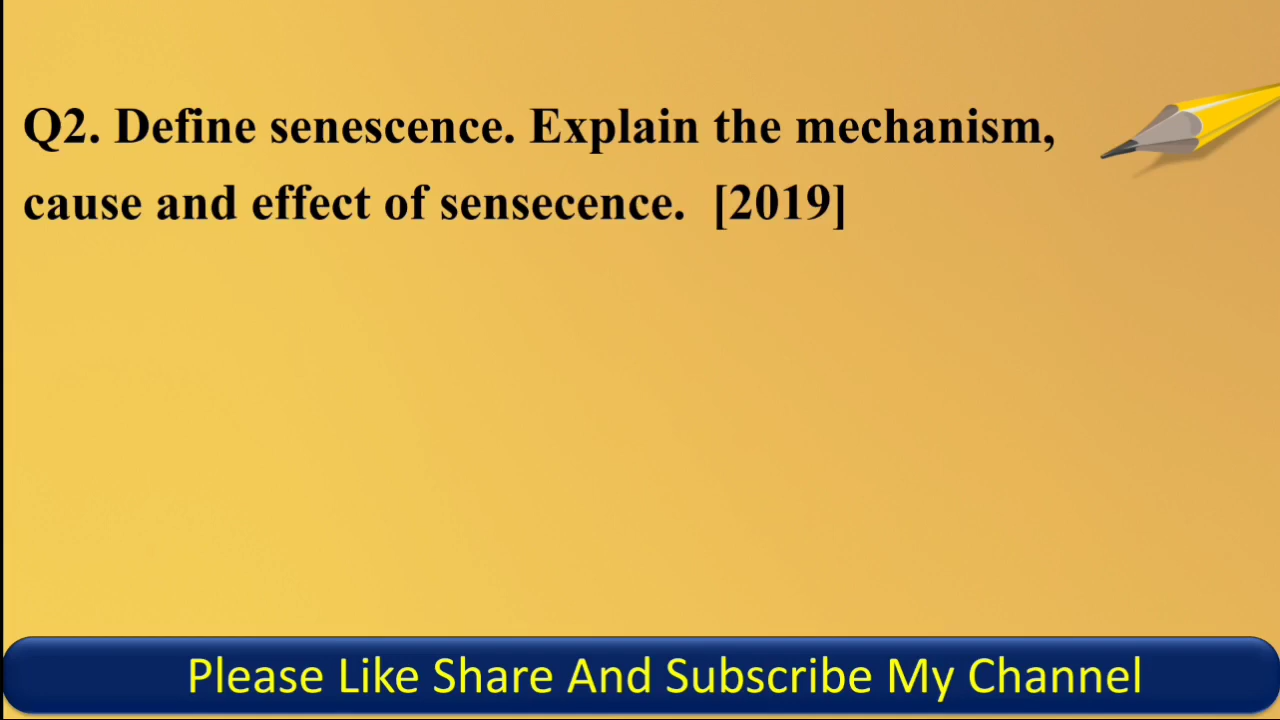 Q2. Define senescence. Explain the mechanism,
cause and effect of sensecence. [2019]
Please Like Share And Subscribe My Channel